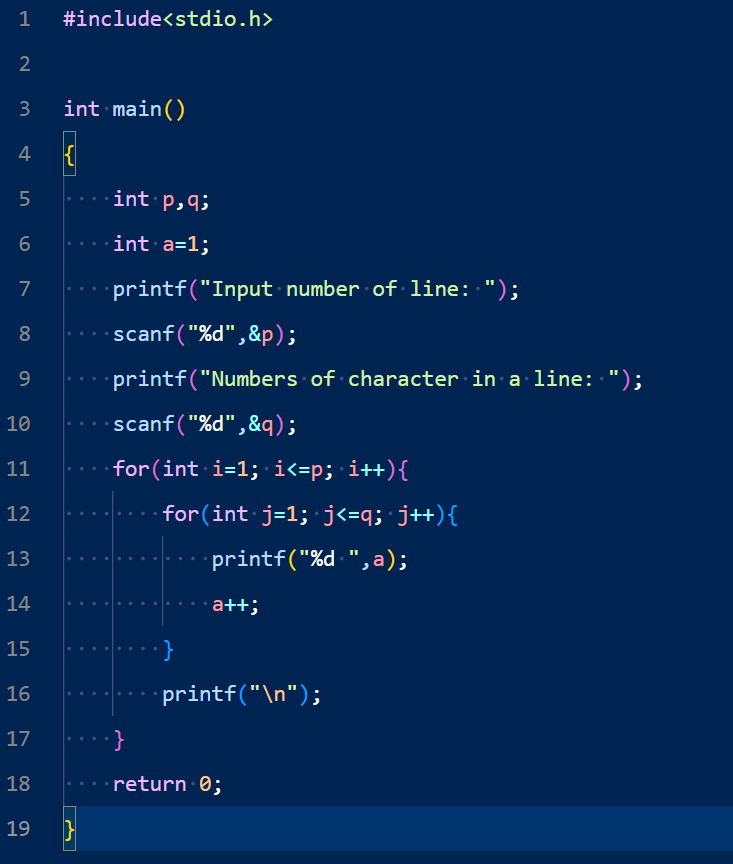 1 #include<stdio.h>
2
3 int main()
4 {
5     int p,q;
6     int a=1;
7     printf("Input number of line: ");
8     scanf("%d",&p);
9     printf("Numbers of character in a line: ");
10     scanf("%d",&q);
11     for(int i=1; i<=p; i++){
12         for(int j=1; j<=q; j++){
13             printf("%d ",a);
14             a++;
15         }
16         printf("\n");
17     }
18     return 0;
19 }